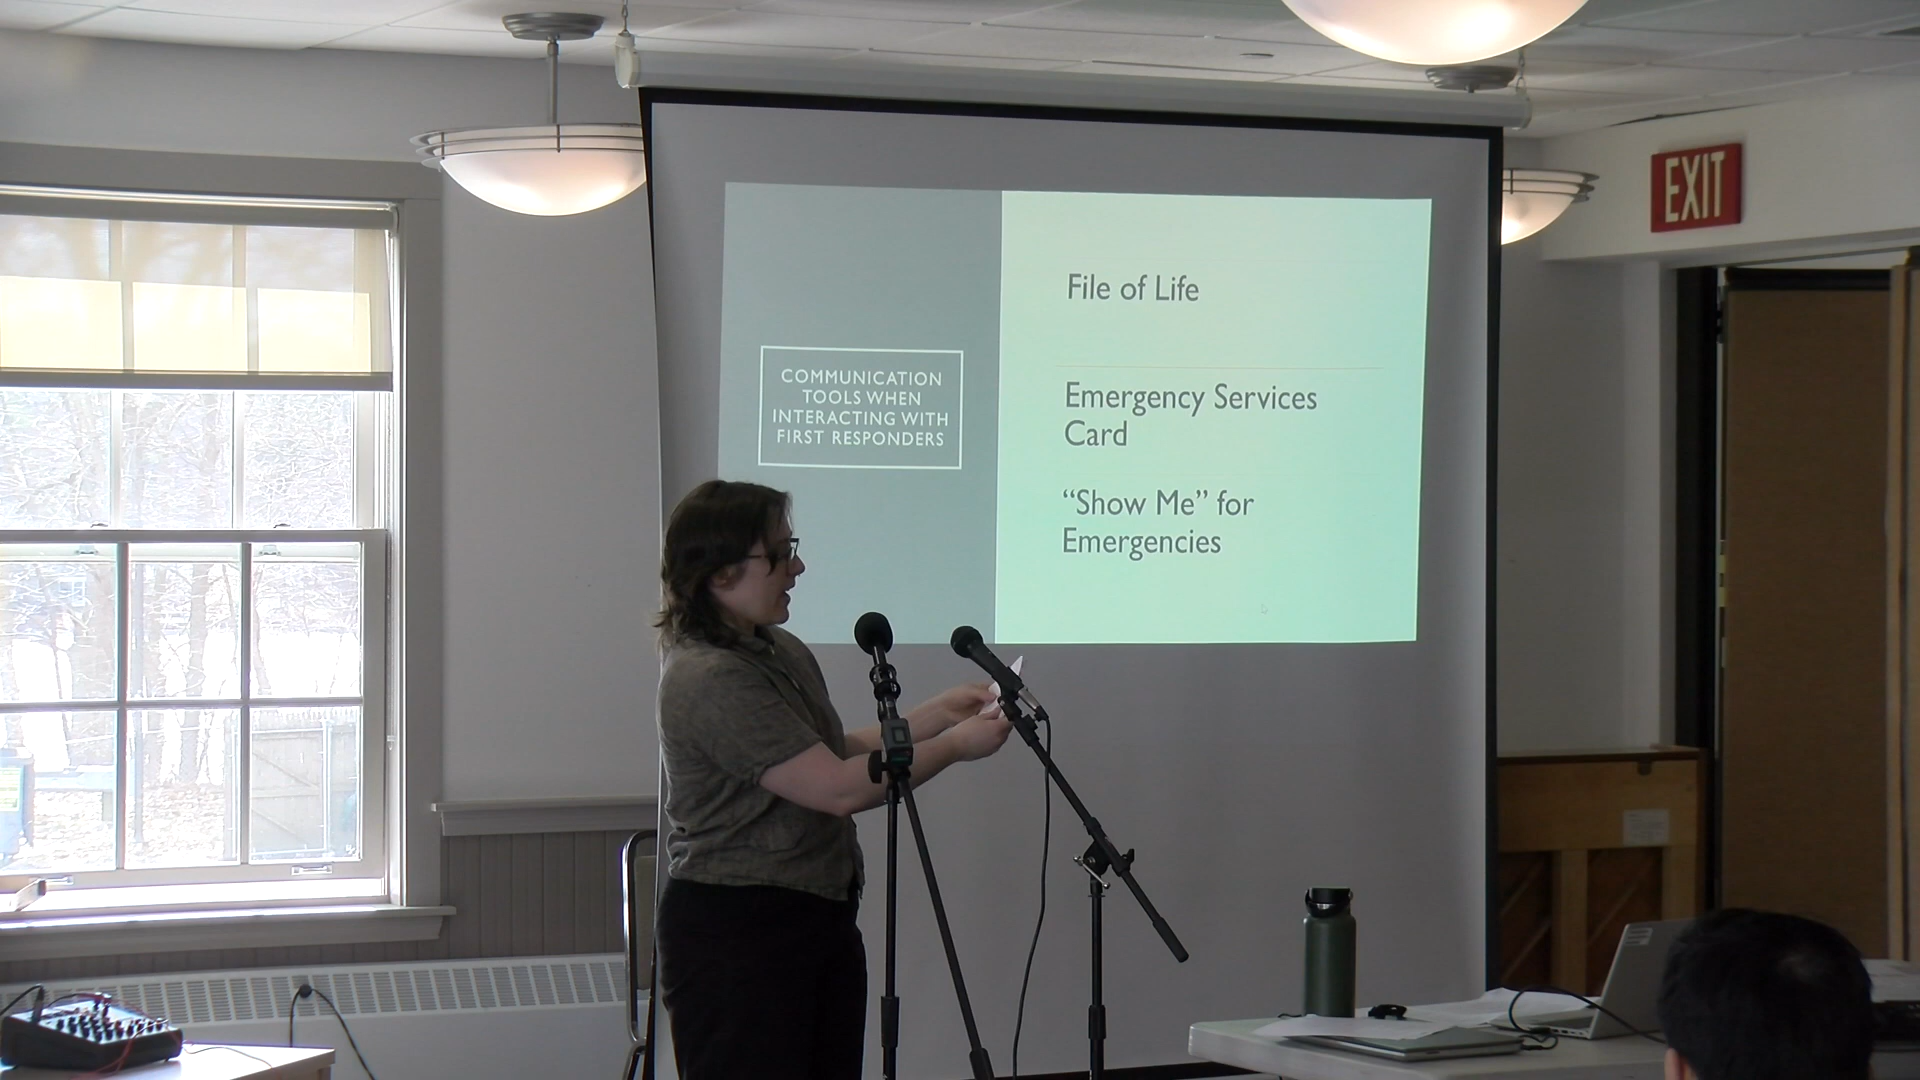 COMMUNICATION
TOOLS WHEN
INTERACTING WITH
FIRST RESPONDERS
File of Life
Emergency Services
Card
“Show Me” for
Emergencies
EXIT